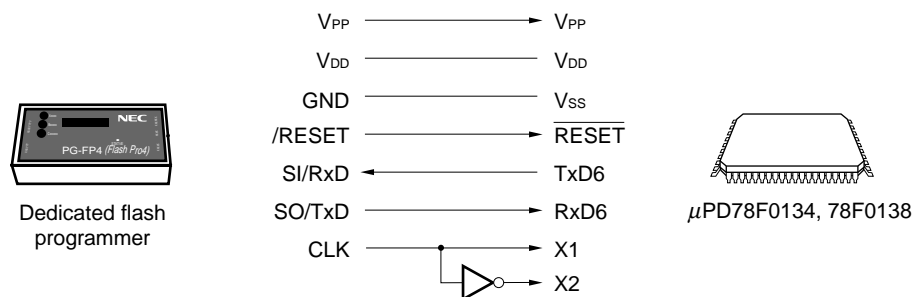 VPP VPP
VDD VDD
GND VSS
/RESET RESET
SI/RxD TxD6
SO/TxD RxD6
CLK X1
X2
NEC
PG-FP4 (Flash Pro4)
Dedicated flash
programmer
μPD78F0134, 78F0138